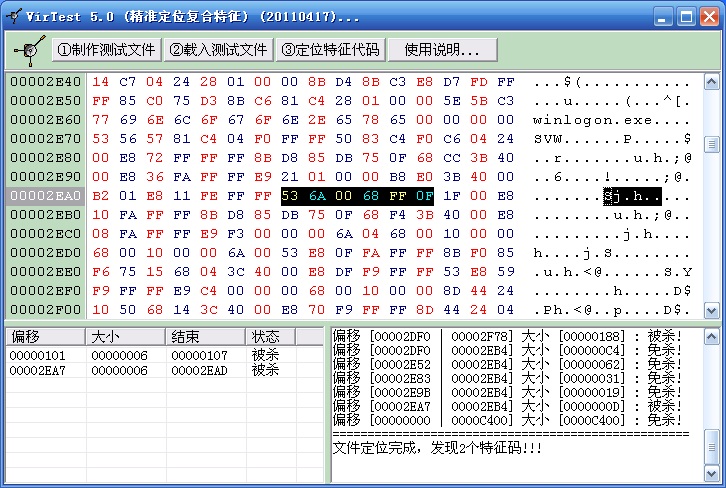 VirTest 5.0 (精准定位复合特征) (20110417)...
①制作测试文件 ②载入测试文件 ③定位特征代码 使用说明...
00002E40 14 C7 04 24 28 01 00 00 8B D4 8B C3 E8 D7 FD FF ...$(...........
00002E50 FF 85 C0 75 D3 8B C6 81 C4 28 01 00 00 5E 5B C3 ...u.....(...^[.
00002E60 77 69 6E 6C 6F 67 6F 6E 2E 65 78 65 00 00 00 00 winlogon.exe....
00002E70 53 56 57 81 C4 04 F0 FF FF 50 83 C4 F0 C6 04 24 SVW......P.....$
00002E80 00 E8 72 FF FF FF 8B D8 85 DB 75 0F 68 CC 3B 40 ..r.......u.h.;@
00002E90 00 E8 36 FA FF FF E9 21 01 00 00 B8 E0 3B 40 00 ..6....!.....;@.
00002EA0 B2 01 E8 11 FE FF FF 53 6A 00 68 FF 0F 1F 00 E8 .......Sj.h.....
00002EB0 10 FA FF FF 8B D8 85 DB 75 0F 68 F4 3B 40 00 E8 ........u.h.;@..
00002EC0 08 FA FF FF E9 F3 00 00 00 6A 04 68 00 10 00 00 .........j.h....
00002ED0 68 00 10 00 00 6A 00 53 E8 0F FA FF FF 8B F0 85 h....j.S........
00002EE0 F6 75 15 68 04 3C 40 00 E8 DF F9 FF FF 53 E8 59 .u.h.<@......S.Y
00002EF0 F9 FF FF E9 C4 00 00 00 68 00 10 00 00 8D 44 24 ........h.....D$
00002F00 10 50 68 14 3C 40 00 E8 70 F9 FF FF 8D 44 24 04 .Ph.<@..p....D$.
偏移 大小 结束 状态
00000101 00000006 00000107 被杀
00002EA7 00000006 00002EAD 被杀
偏移 [00002DF0 | 00002F78] 大小 [00000188] : 被杀!
偏移 [00002DF0 | 00002EB4] 大小 [000000C4] : 免杀!
偏移 [00002E52 | 00002EB4] 大小 [00000062] : 免杀!
偏移 [00002E83 | 00002EB4] 大小 [00000031] : 免杀!
偏移 [00002E9B | 00002EB4] 大小 [00000019] : 免杀!
偏移 [00002EA7 | 00002EB4] 大小 [0000000D] : 被杀!
偏移 [00000000 | 0000C400] 大小 [0000C400] : 免杀!
==================================================
文件定位完成，发现2个特征码!!!